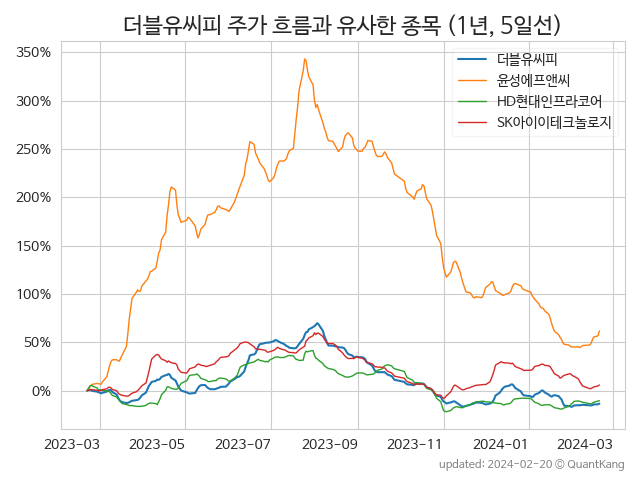 더블유씨피 주가 흐름과 유사한 종목 (1년, 5일선)
더블유씨피
윤성에프앤씨
HD현대인프라코어
SK아이이테크놀로지
350%
300%
250%
200%
150%
100%
50%
0%
2023-03 2023-05 2023-07 2023-09 2023-11 2024-01 2024-03
updated: 2024-02-20 © QuantKang